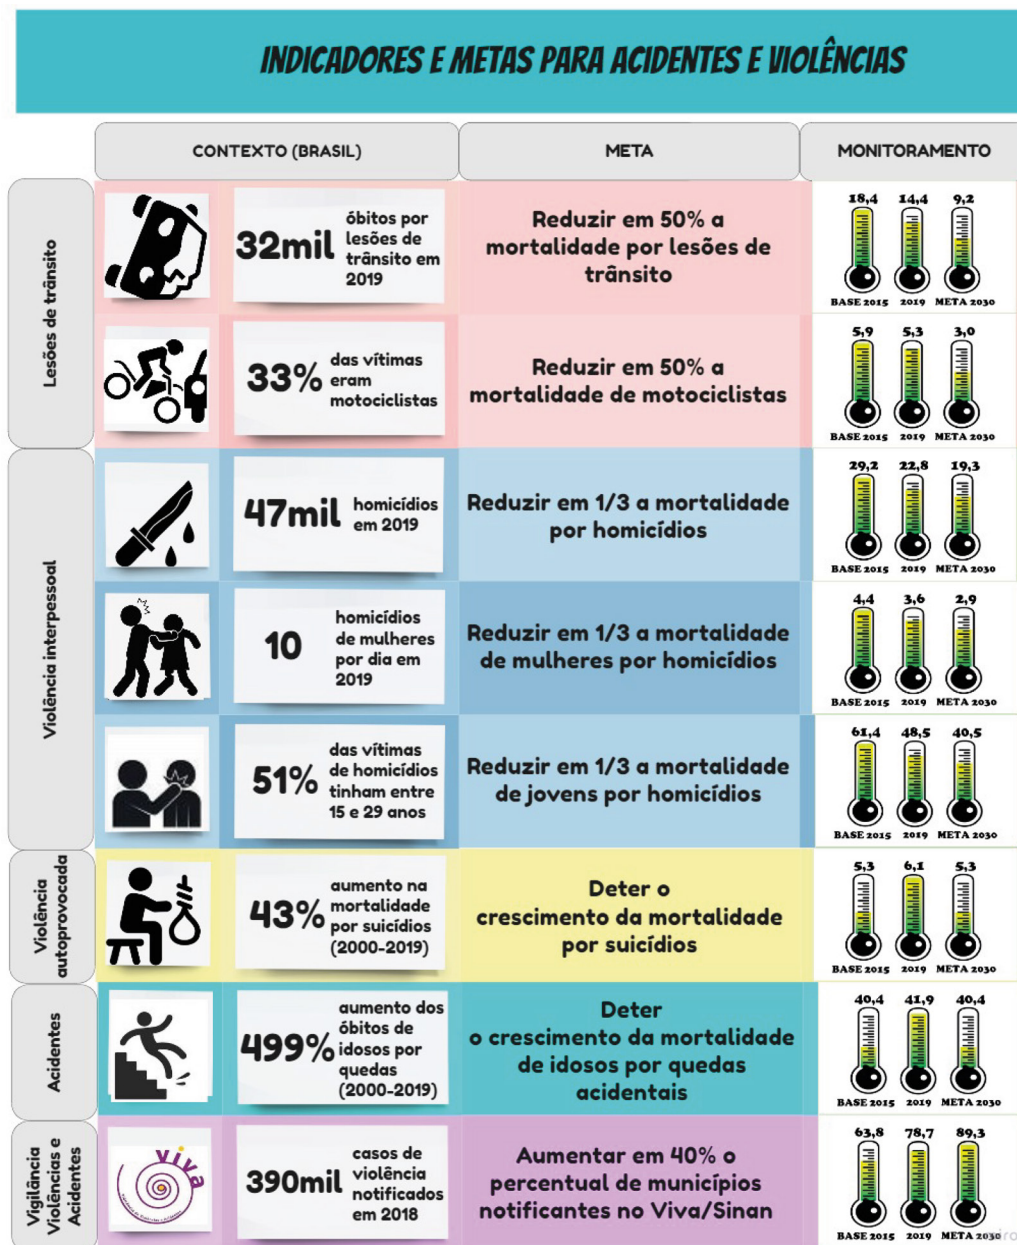 INDICADORES E METAS PARA ACIDENTES E VIOLÊNCIAS
CONTEXTO (BRASIL)
META
MONITORAMENTO
Lesões de trânsito
32mil
óbitos por
lesões de
trânsito em
2019
Reduzir em 50% a
mortalidade por lesões de
trânsito
18,4 14,4 9,2
BASE 2015 2019 META 2030
33%
das vítimas
eram
motociclistas
Reduzir em 50% a
mortalidade de motociclistas
5,9 5,3 3,0
BASE 2015 2019 META 2030
Violência interpessoal
47mil
homicídios
em 2019
Reduzir em 1/3 a mortalidade
por homicídios
29,2 22,8 19,3
BASE 2015 2019 META 2030
10
homicídios
de mulheres
por dia em
2019
Reduzir em 1/3 a mortalidade
de mulheres por homicídios
4,4 3,6 2,9
BASE 2015 2019 META 2030
51%
das vítimas
de homicídios
tinham entre
15 e 29 anos
Reduzir em 1/3 a mortalidade
de jovens por homicídios
61,4 48,5 40,5
BASE 2015 2019 META 2030
Violência
autoprovocada
43%
aumento na
mortalidade
por suicídios
(2000-2019)
Deter o
crescimento da mortalidade
por suicídios
5,3 6,1 5,3
BASE 2015 2019 META 2030
Acidentes
499%
aumento dos
óbitos de
idosos por
quedas
(2000-2019)
Deter
o crescimento da mortalidade
de idosos por quedas
acidentais
40,4 41,9 40,4
BASE 2015 2019 META 2030
Vigilância
Violências e
Acidentes
viva
390mil
casos de
violência
notificados
em 2018
Aumentar em 40% o
percentual de municípios
notificantes no Viva/Sinan
63,8 78,7 89,3
BASE 2015 2019 META 2030